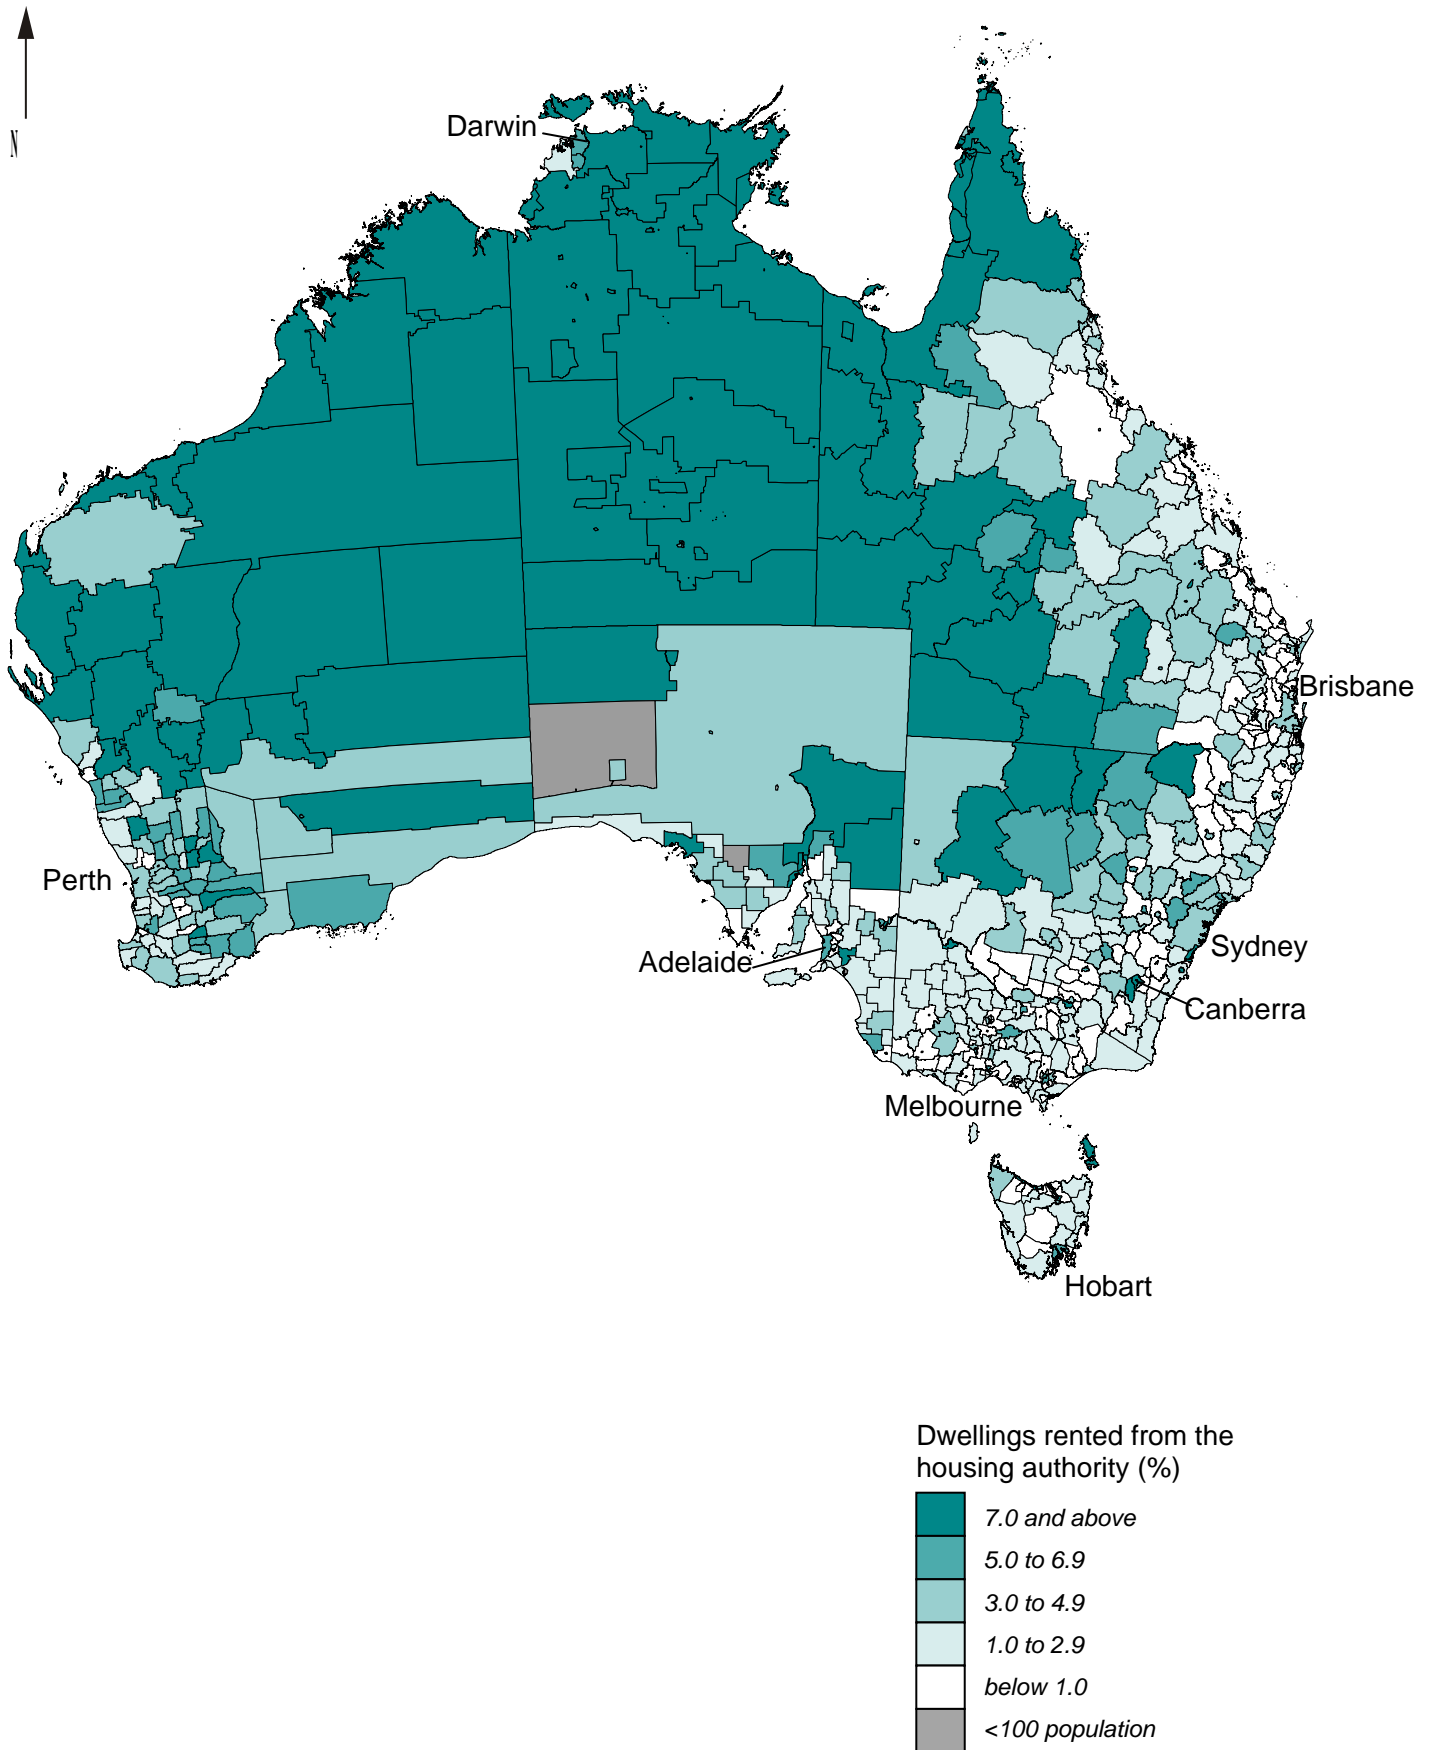 N
Darwin
Brisbane
Perth
Adelaide
Sydney
Canberra
Melbourne
Hobart
Dwellings rented from the
housing authority (%)
7.0 and above
5.0 to 6.9
3.0 to 4.9
1.0 to 2.9
below 1.0
<100 population